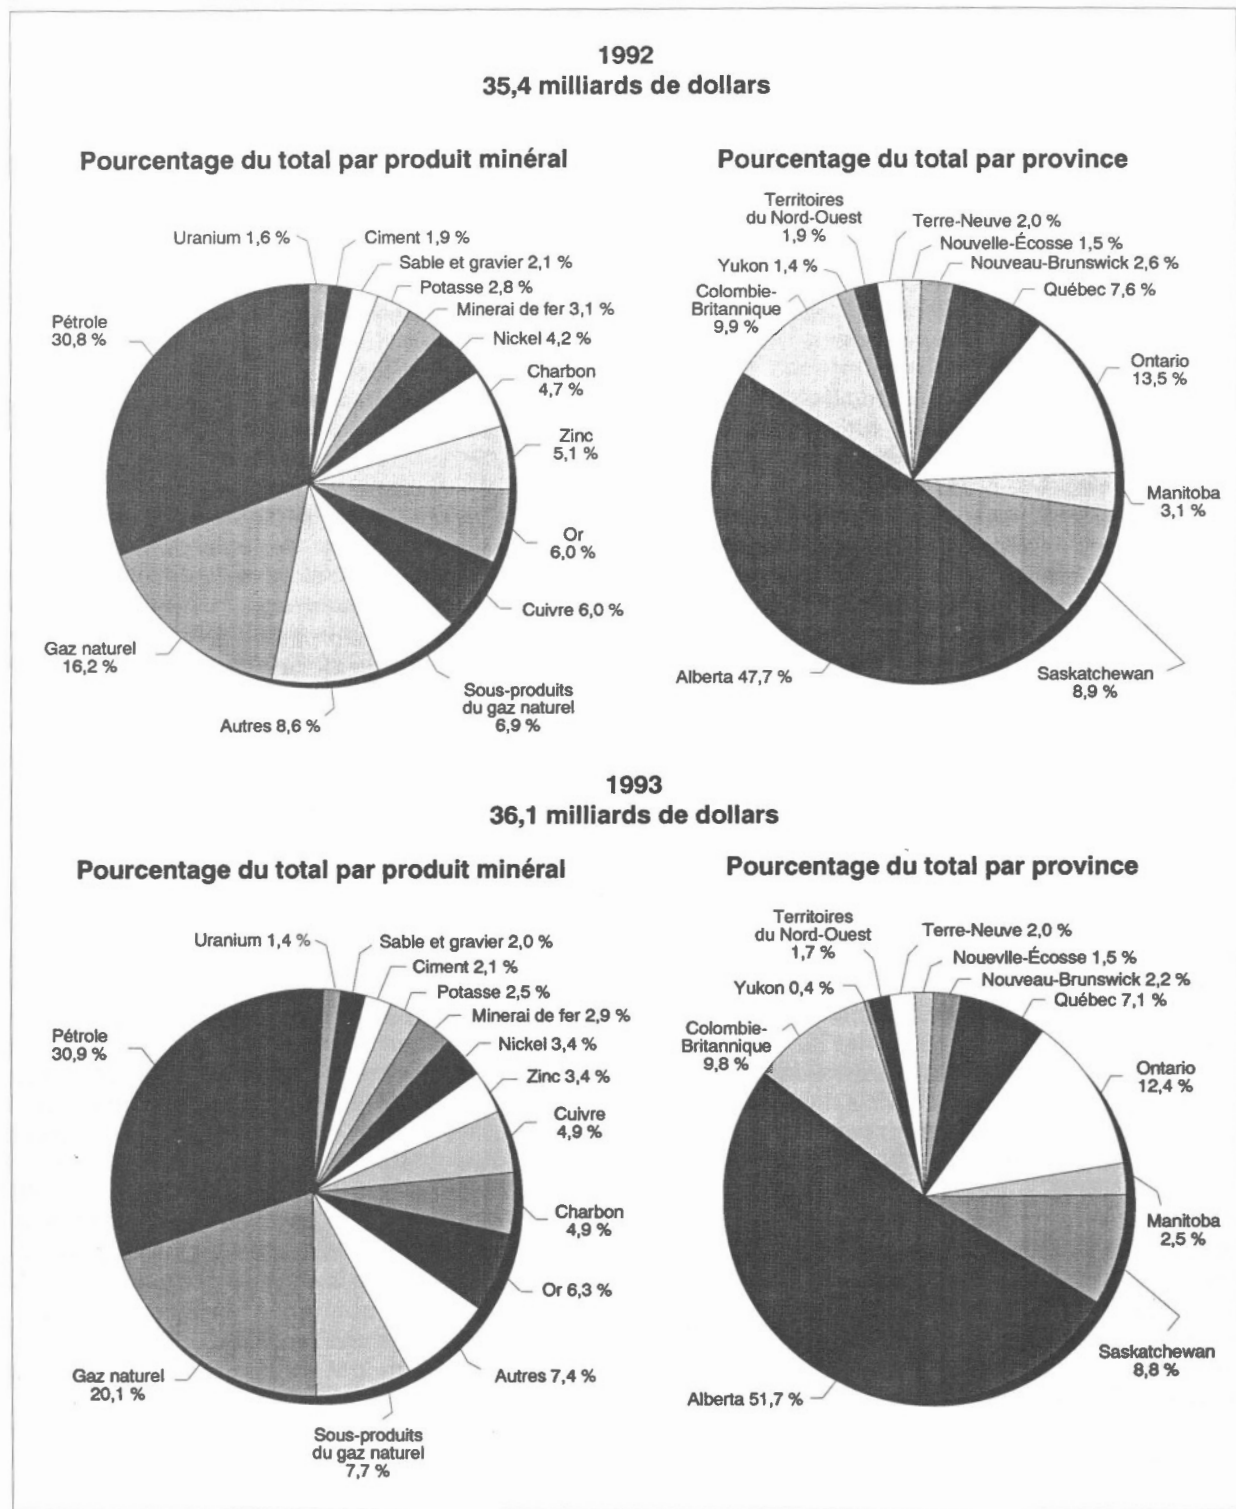 1992
35,4 milliards de dollars
Pourcentage du total par produit minéral
Uranium 1,6 %
Ciment 1,9 %
Sable et gravier 2,1 %
Potasse 2,8 %
Minerai de fer 3,1 %
Nickel 4,2 %
Charbon
4,7 %
Zinc
5,1 %
Or
6,0 %
Cuivre 6,0 %
Sous-produits
du gaz naturel
6,9 %
Autres 8,6 %
Gaz naturel
16,2 %
Pétrole
30,8 %
Pourcentage du total par province
Territoires
du Nord-Ouest
1,9 %
Terre-Neuve 2,0 %
Nouvelle-Écosse 1,5 %
Nouveau-Brunswick 2,6 %
Québec 7,6 %
Ontario
13,5 %
Manitoba
3,1 %
Saskatchewan
8,9 %
Alberta 47,7 %
Colombie-
Britannique
9,9 %
Yukon 1,4 %
1993
36,1 milliards de dollars
Pourcentage du total par produit minéral
Uranium 1,4 %
Sable et gravier 2,0 %
Ciment 2,1 %
Potasse 2,5 %
Minerai de fer 2,9 %
Nickel 3,4 %
Zinc 3,4 %
Cuivre
4,9 %
Charbon
4,9 %
Or 6,3 %
Autres 7,4 %
Sous-produits
du gaz naturel
7,7 %
Gaz naturel
20,1 %
Pétrole
30,9 %
Pourcentage du total par province
Territoires
du Nord-Ouest
1,7 %
Terre-Neuve 2,0 %
Nouevlle-Écosse 1,5 %
Nouveau-Brunswick 2,2 %
Québec 7,1 %
Ontario
12,4 %
Manitoba
2,5 %
Saskatchewan
8,8 %
Alberta 51,7 %
Colombie-
Britannique
9,8 %
Yukon 0,4 %